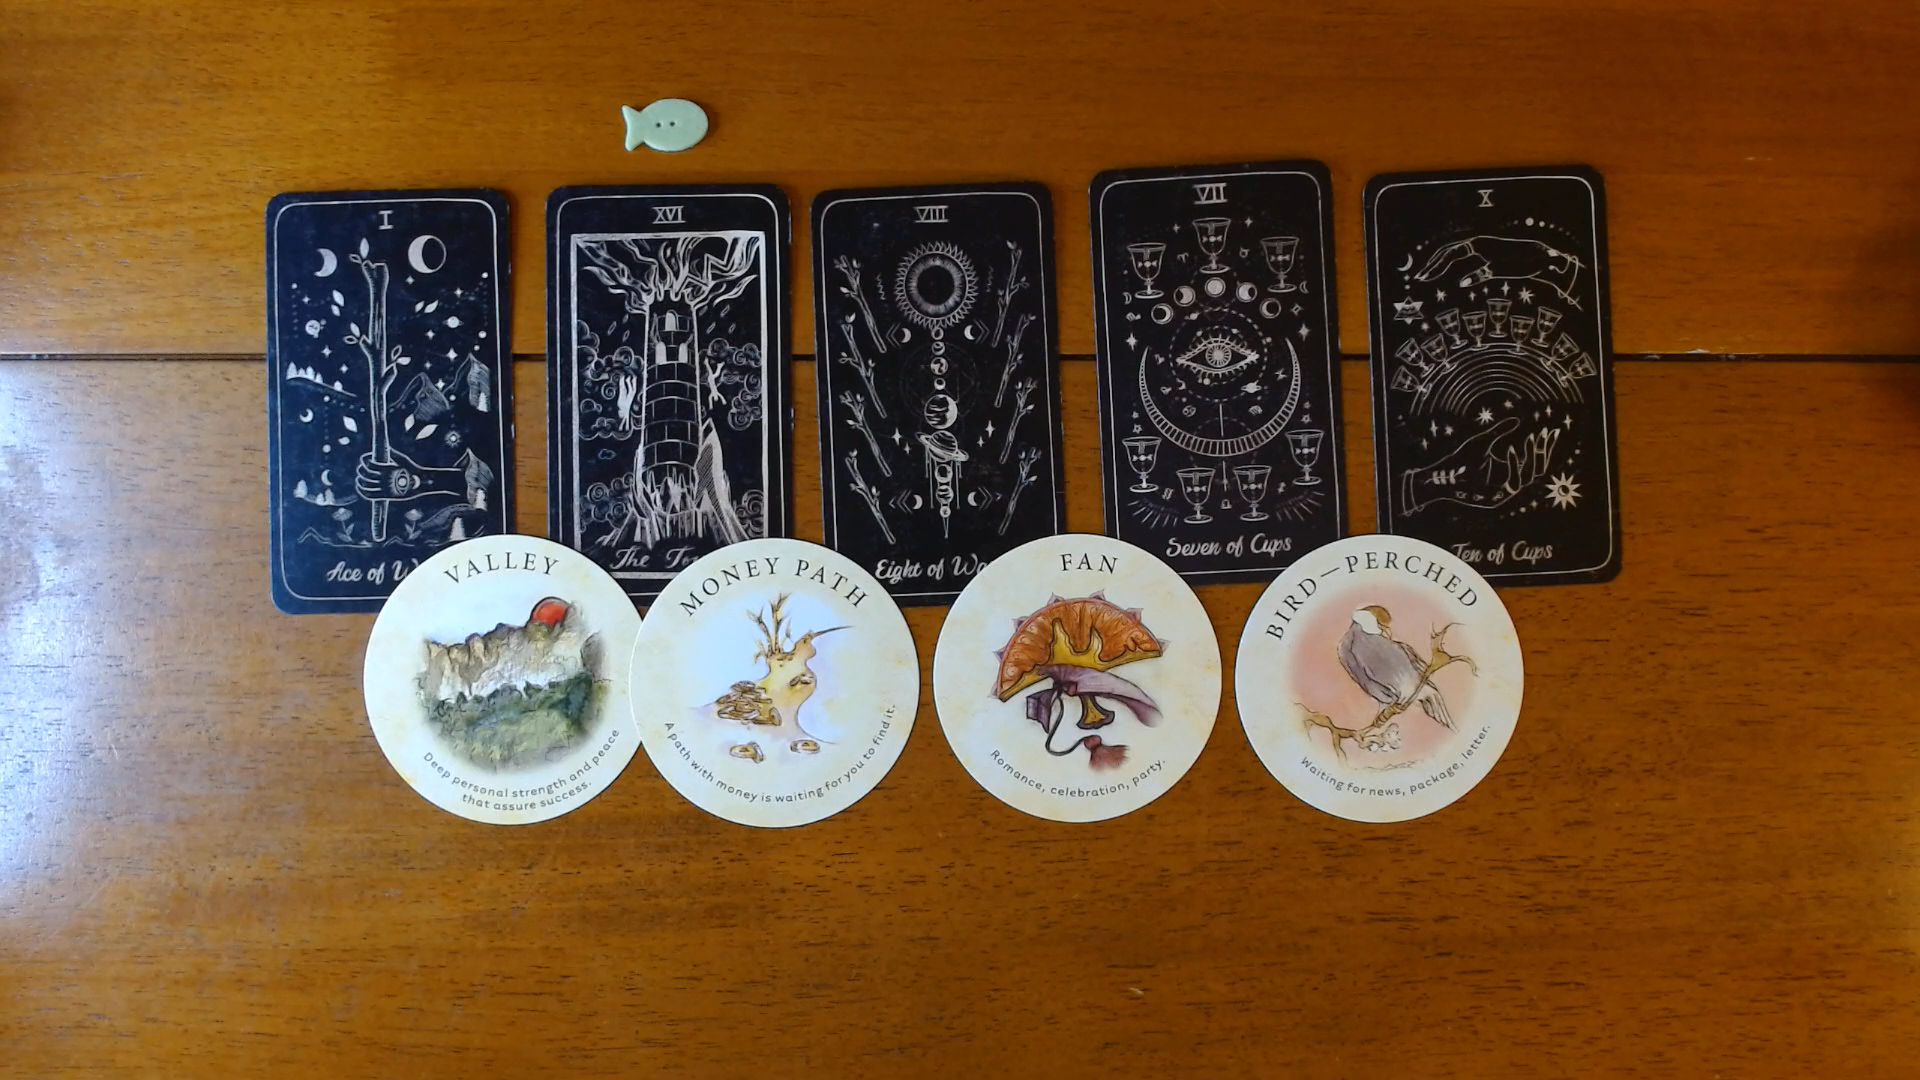 I
XVI
VIII
VII
X
Ace of
The
Eight of
Seven of Cups
Ten of Cups
VALLEY
Deep personal strength and peace
that assure success.
MONEY PATH
A path with money is waiting for you to find it.
FAN
Romance, celebration, party.
BIRD—PERCHED
Waiting for news, package, letter.